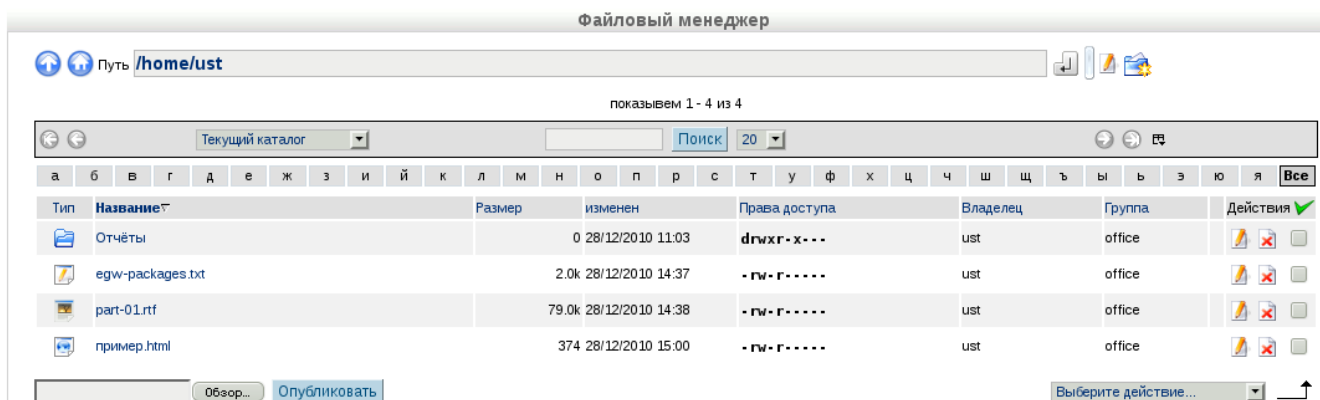 Файловый менеджер
Путь /home/ust
показывем 1 - 4 из 4
Текущий каталог Поиск 20
а б в г д е ж з и й к л м н о п р с т у ф х ц ч ш щ ъ ы ь э ю я Все
Тип Название Размер изменен Права доступа Владелец Группа Действия
Отчёты 0 28/12/2010 11:03 drwxr-x--- ust office
egw-packages.txt 2.0k 28/12/2010 14:37 -rw-r----- ust office
part-01.rtf 79.0k 28/12/2010 14:38 -rw-r----- ust office
пример.html 374 28/12/2010 15:00 -rw-r----- ust office
Обзор... Опубликовать Выберите действие...